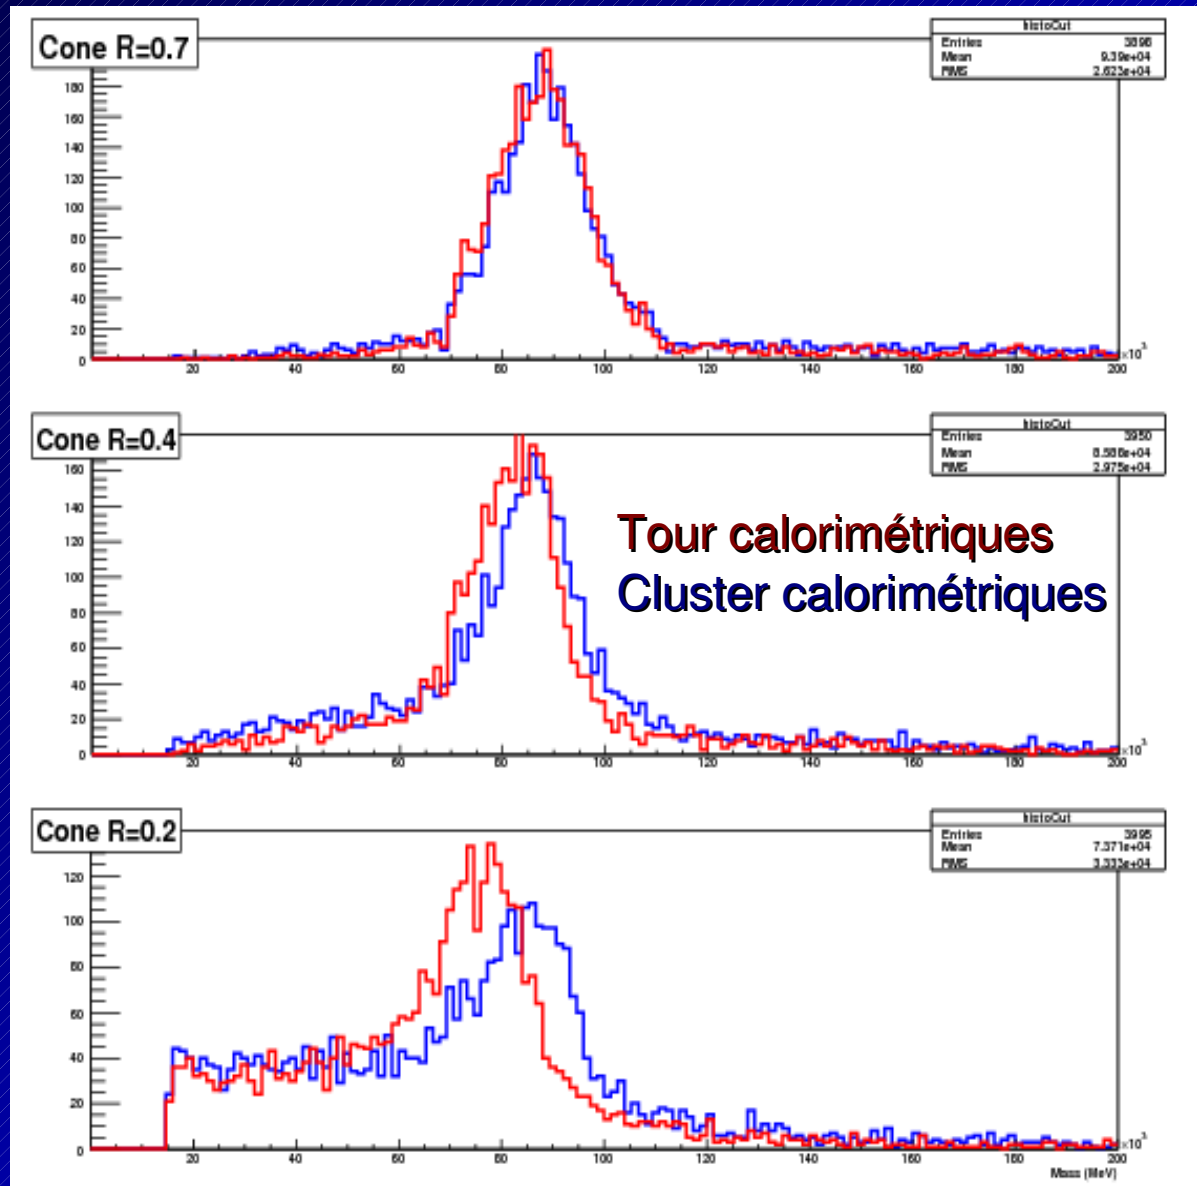 Cone R=0.7
histoCut
Entries 3898
Mean 9.39e+04
RMS 2.623e+04
180
160
140
120
100
80
60
40
20
0
20 40 60 80 100 120 140 160 180 200
×10³
Cone R=0.4
histoCut
Entries 3950
Mean 8.588e+04
RMS 2.975e+04
160
140
120
100
80
60
40
20
0
Tour calorimétriques
Cluster calorimétriques
20 40 60 80 100 120 140 160 180 200
×10³
Cone R=0.2
histoCut
Entries 3995
Mean 7.371e+04
RMS 3.333e+04
120
100
80
60
40
20
0
20 40 60 80 100 120 140 160 180 200
×10³
Mass (MeV)